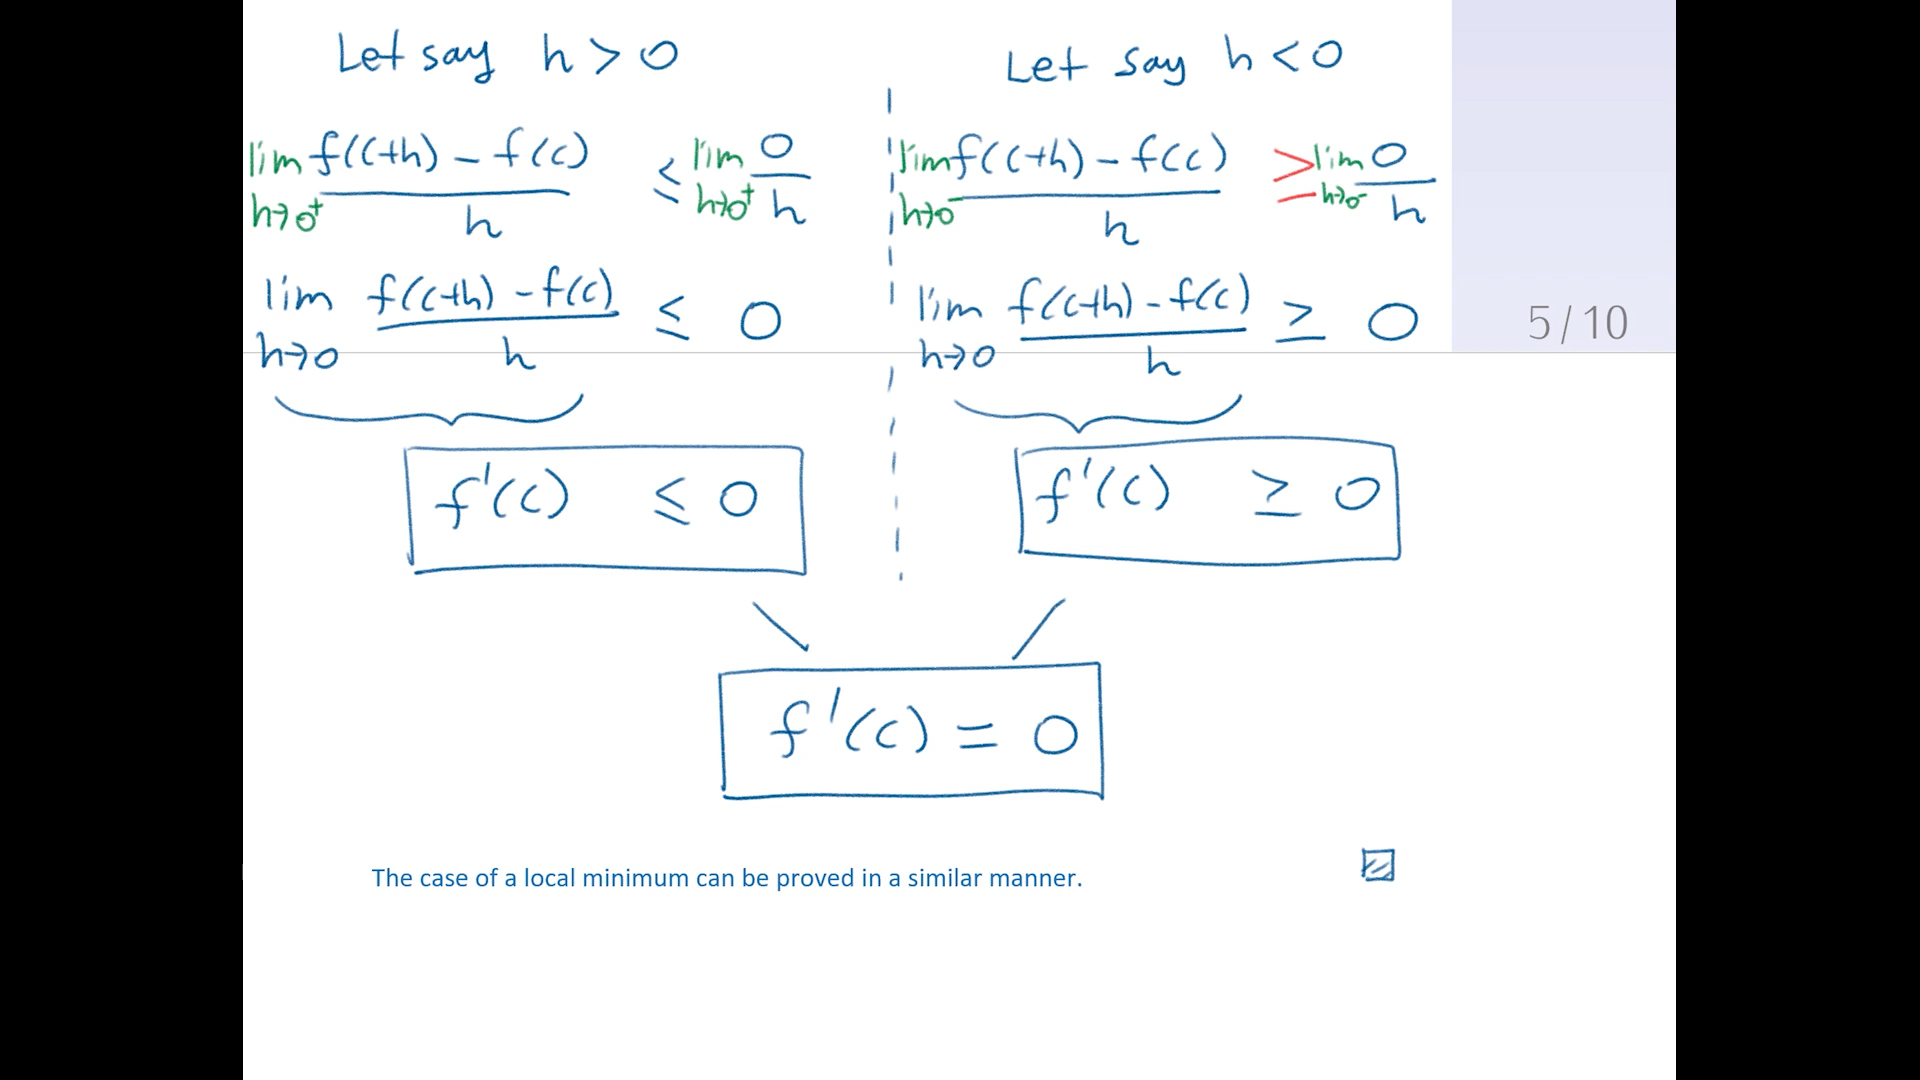 Let say h > 0
lim f(c+h) - f(c) ≤ lim 0
h→0⁺ h h→0⁺ h
lim f(c+h) - f(c) ≤ 0
h→0 h
f'(c) ≤ 0
Let say h < 0
lim f(c+h) - f(c) ≥ lim 0
h→0⁻ h h→0⁻ h
lim f(c+h) - f(c) ≥ 0
h→0 h
f'(c) ≥ 0
5/10
f'(c) = 0
The case of a local minimum can be proved in a similar manner.